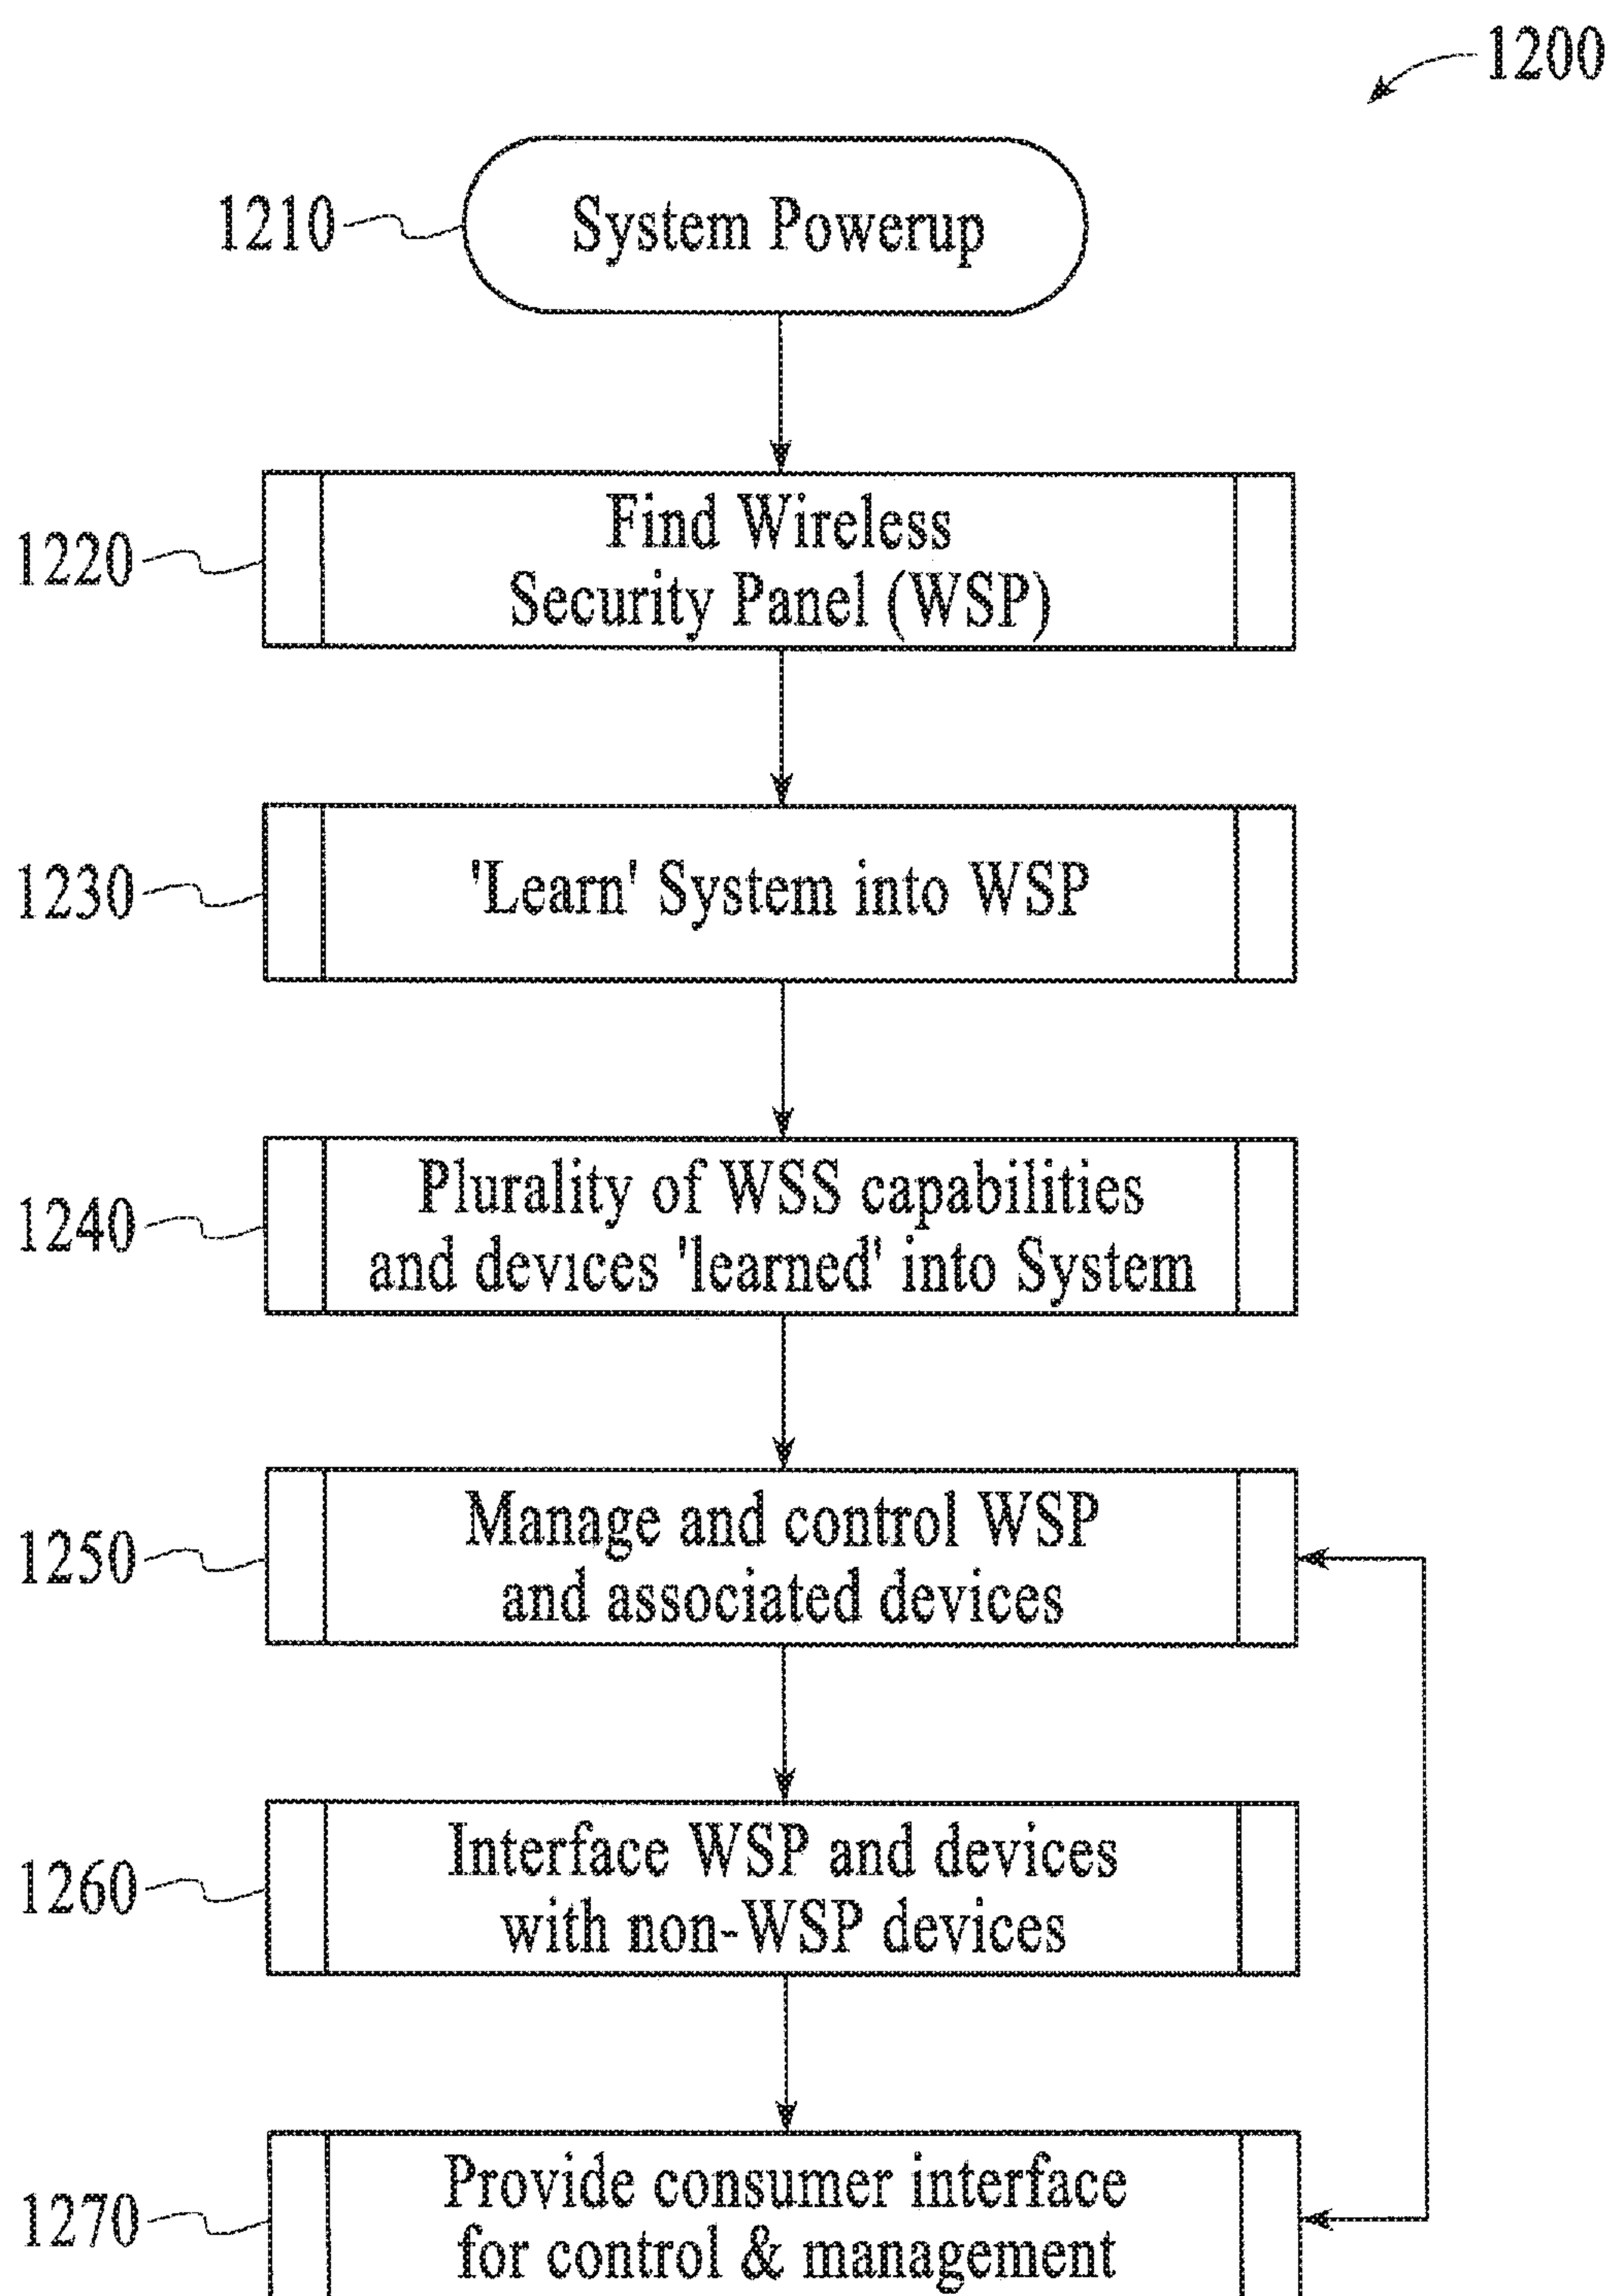 1200
1210
System Powerup
1220
Find Wireless
Security Panel (WSP)
1230
'Learn' System into WSP
1240
Plurality of WSS capabilities
and devices 'learned' into System
1250
Manage and control WSP
and associated devices
1260
Interface WSP and devices
with non-WSP devices
1270
Provide consumer interface
for control & management